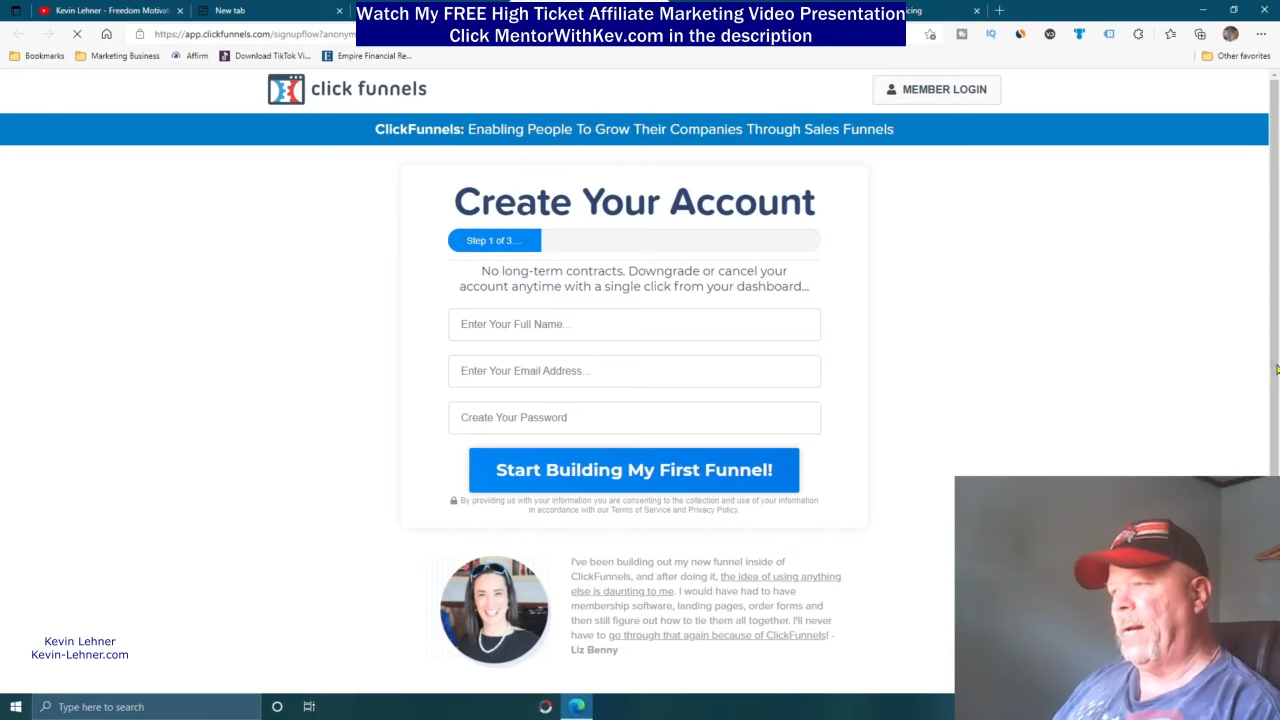 Watch My FREE High Ticket Affiliate Marketing Video Presentation
Click MentorWithKev.com in the description
Home - Freedom Motivat
New tab
cing
https://app.clickfunnels.com/signupflow?anonym
Bookmarks
Marketing Business
Affirm
Download TikTok Vi...
Empire Financial Re...
Other favorites
click funnels
MEMBER LOGIN
ClickFunnels: Enabling People To Grow Their Companies Through Sales Funnels
Create Your Account
Step 1 of 3....
No long-term contracts. Downgrade or cancel your
account anytime with a single click from your dashboard...
Enter Your Full Name...
Enter Your Email Address...
Create Your Password
Start Building My First Funnel!
By providing us with your information you are consenting to the collection and use of your information
in accordance with our Terms of Service and Privacy Policy.
I've been building out my new funnel inside of
ClickFunnels, and after doing it, the idea of using anything
else is daunting to me. I would have had to have
membership software, landing pages, order forms and
then still figure out how to tie them all together. I'll never
have to go through that again because of ClickFunnels! -
Liz Benny
Kevin Lehner
Kevin-Lehner.com
Type here to search